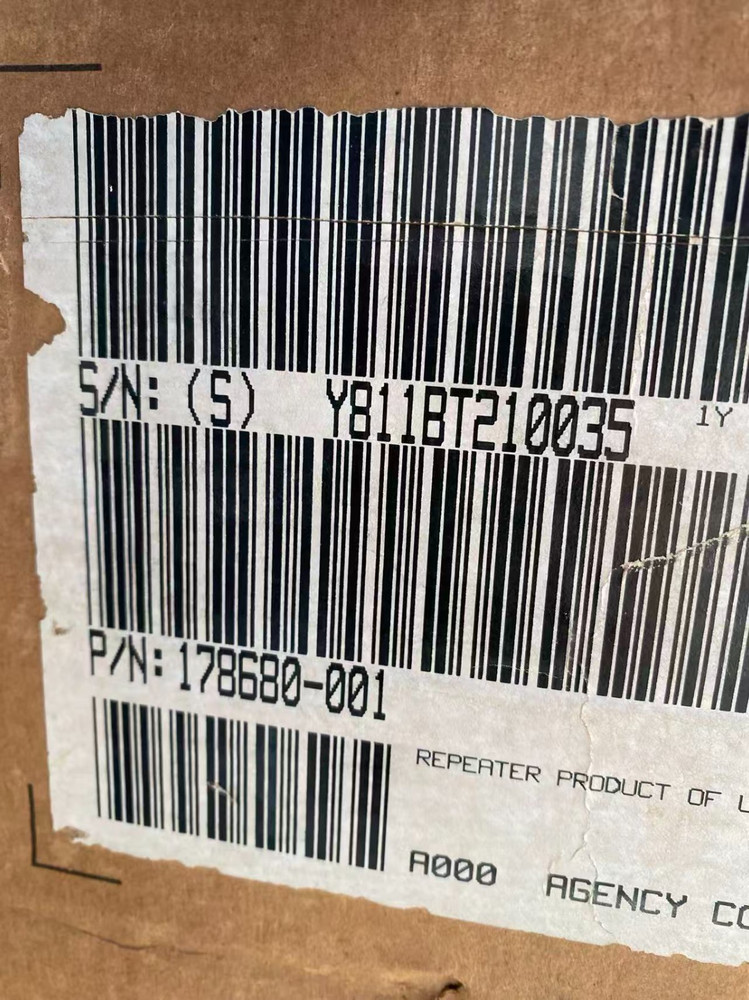 S/N: (S) Y811BT210035 1Y
P/N:178680-001
REPEATER PRODUCT OF
A000 AGENCY